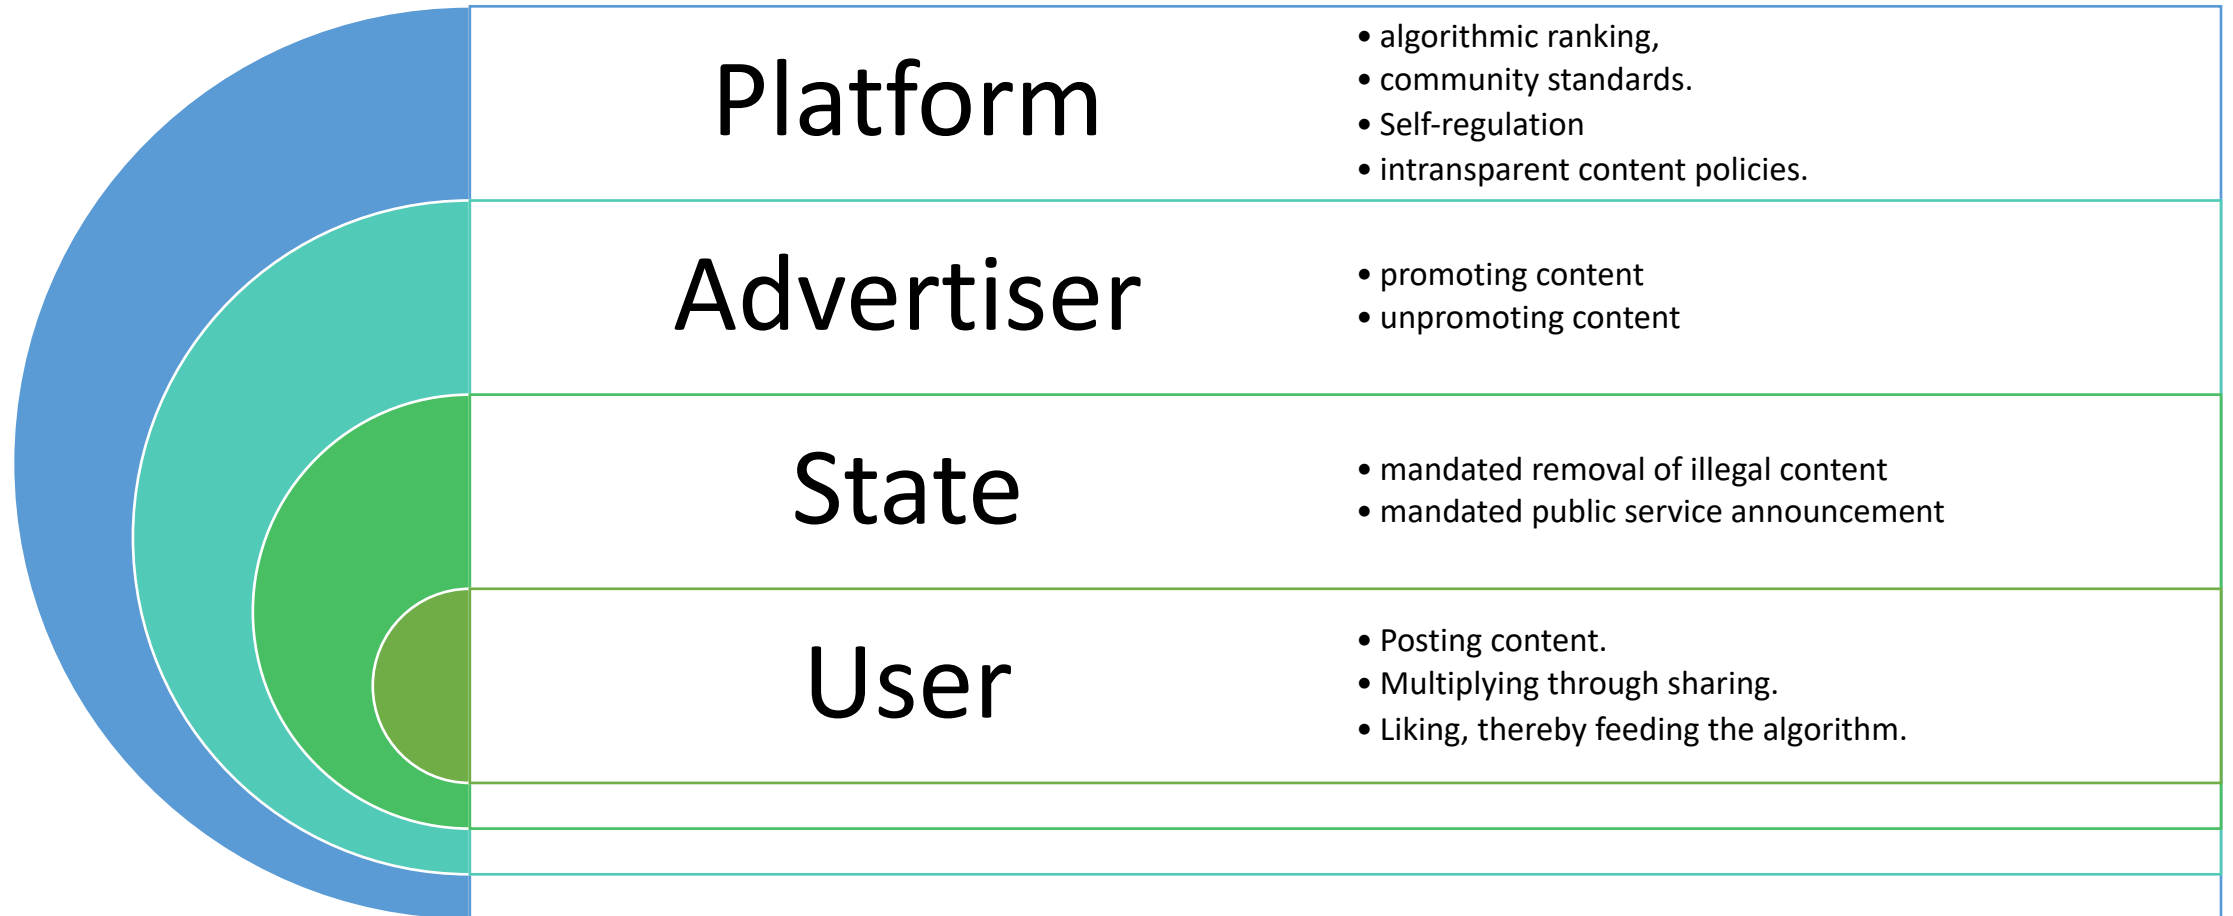 Platform
• algorithmic ranking,
• community standards.
• Self-regulation
• intransparent content policies.
Advertiser
• promoting content
• unpromoting content
State
• mandated removal of illegal content
• mandated public service announcement
User
• Posting content.
• Multiplying through sharing.
• Liking, thereby feeding the algorithm.